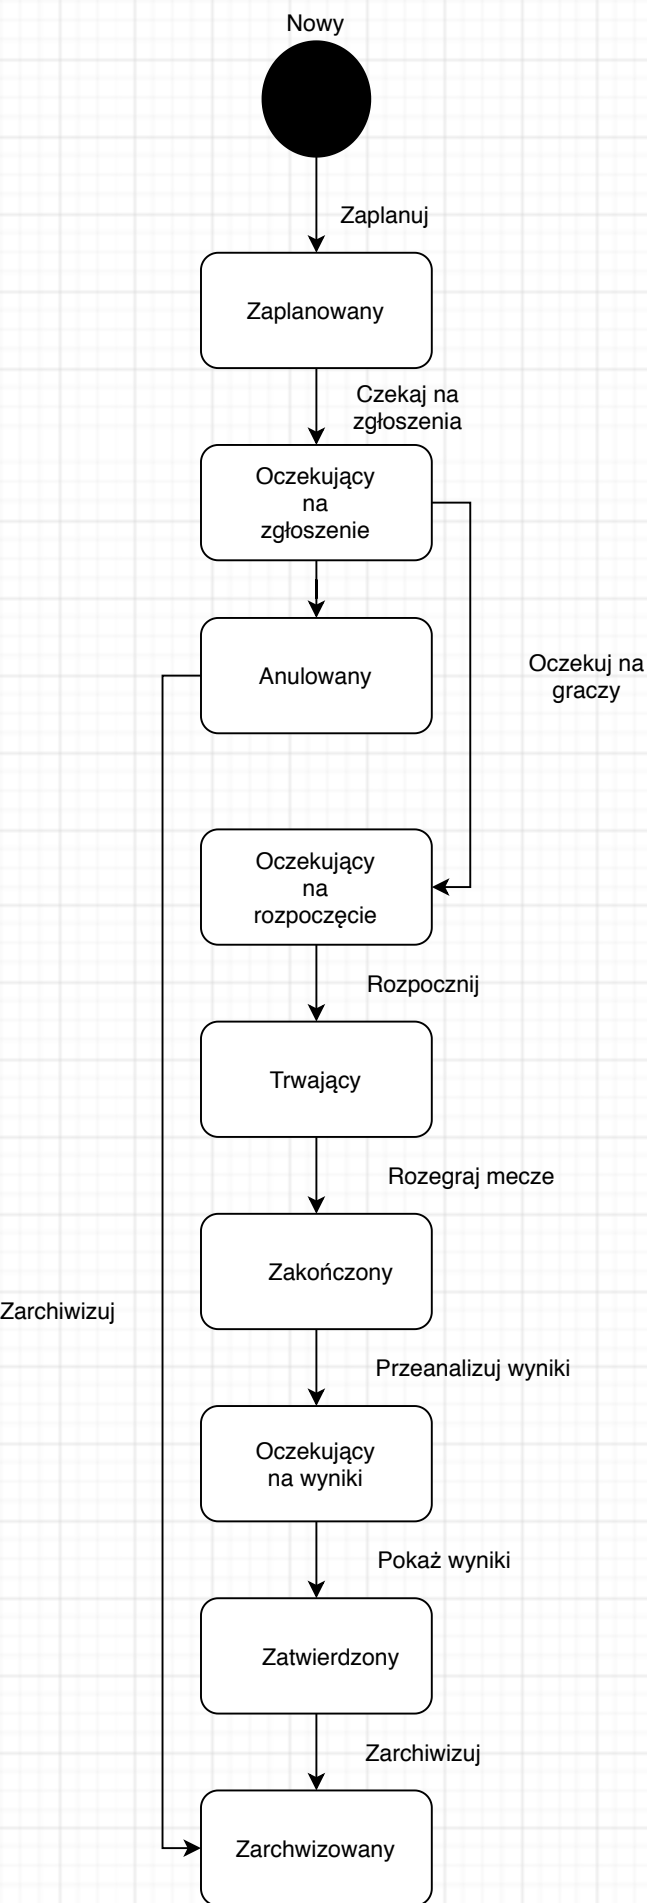 Nowy
Zaplanuj
Zaplanowany
Czekaj na
zgłoszenia
Oczekujący
na
zgłoszenie
Anulowany
Oczekuj na
graczy
Oczekujący
na
rozpoczęcie
Rozpocznij
Trwający
Rozegraj mecze
Zakończony
Zarchiwizuj
Przeanalizuj wyniki
Oczekujący
na wyniki
Pokaż wyniki
Zatwierdzony
Zarchiwizuj
Zarchwizowany